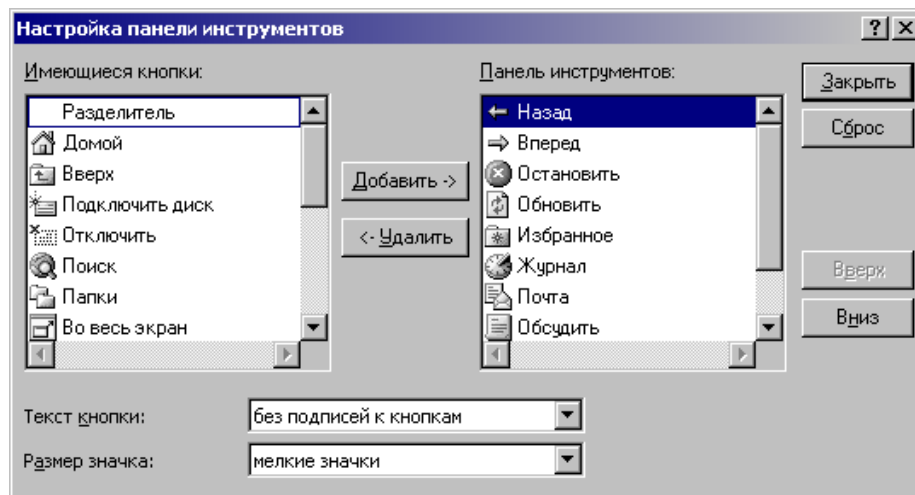 Настройка панели инструментов
Имеющиеся кнопки:
Разделитель
Домой
Вверх
Подключить диск
Отключить
Поиск
Папки
Во весь экран
Добавить ->
<- Удалить
Панель инструментов:
Назад
Вперед
Остановить
Обновить
Избранное
Журнал
Почта
Обсудить
Закрыть
Сброс
Вверх
Вниз
Текст кнопки:
без подписей к кнопкам
Размер значка:
мелкие значки